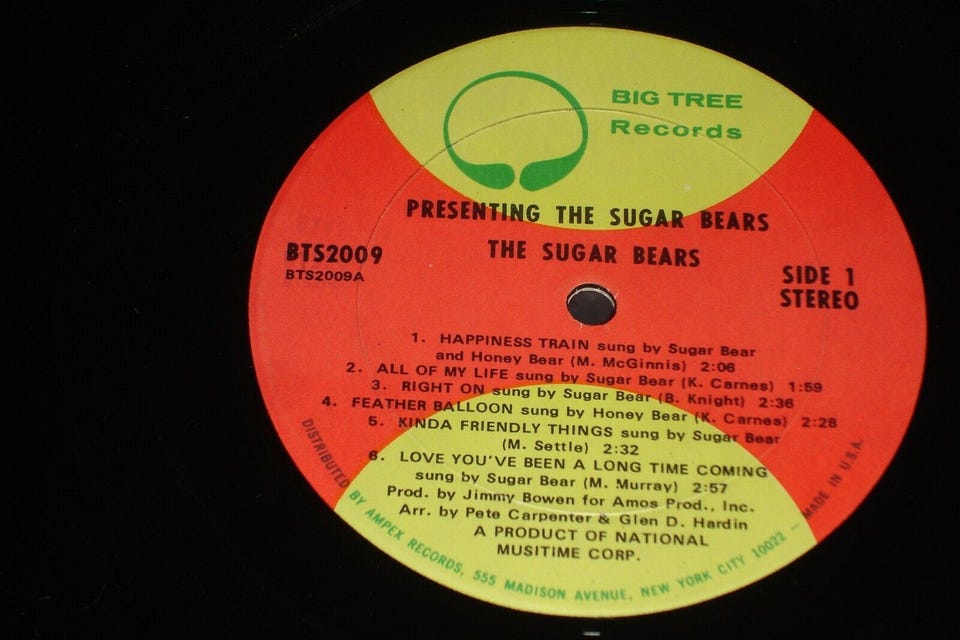 BIG TREE
Records
PRESENTING THE SUGAR BEARS
THE SUGAR BEARS
BTS2009
BTS2009A
SIDE 1
STEREO
1. HAPPINESS TRAIN sung by Sugar Bear
and Honey Bear (M. McGinnis) 2:06
2. ALL OF MY LIFE sung by Sugar Bear (K. Carnes) 1:59
3. RIGHT ON sung by Sugar Bear (B. Knight) 2:36
4. FEATHER BALLOON sung by Honey Bear (K. Carnes) 2:28
5. KINDA FRIENDLY THINGS sung by Sugar Bear
(M. Settle) 2:32
6. LOVE YOU'VE BEEN A LONG TIME COMING
sung by Sugar Bear (M. Murray) 2:57
Prod. by Jimmy Bowen for Amos Prod., Inc.
Arr. by Pete Carpenter & Glen D. Hardin
A PRODUCT OF NATIONAL
MUSITIME CORP.
DISTRIBUTED BY AMPEX RECORDS, 555 MADISON AVENUE, NEW YORK CITY 10022 – MADE IN U.S.A.